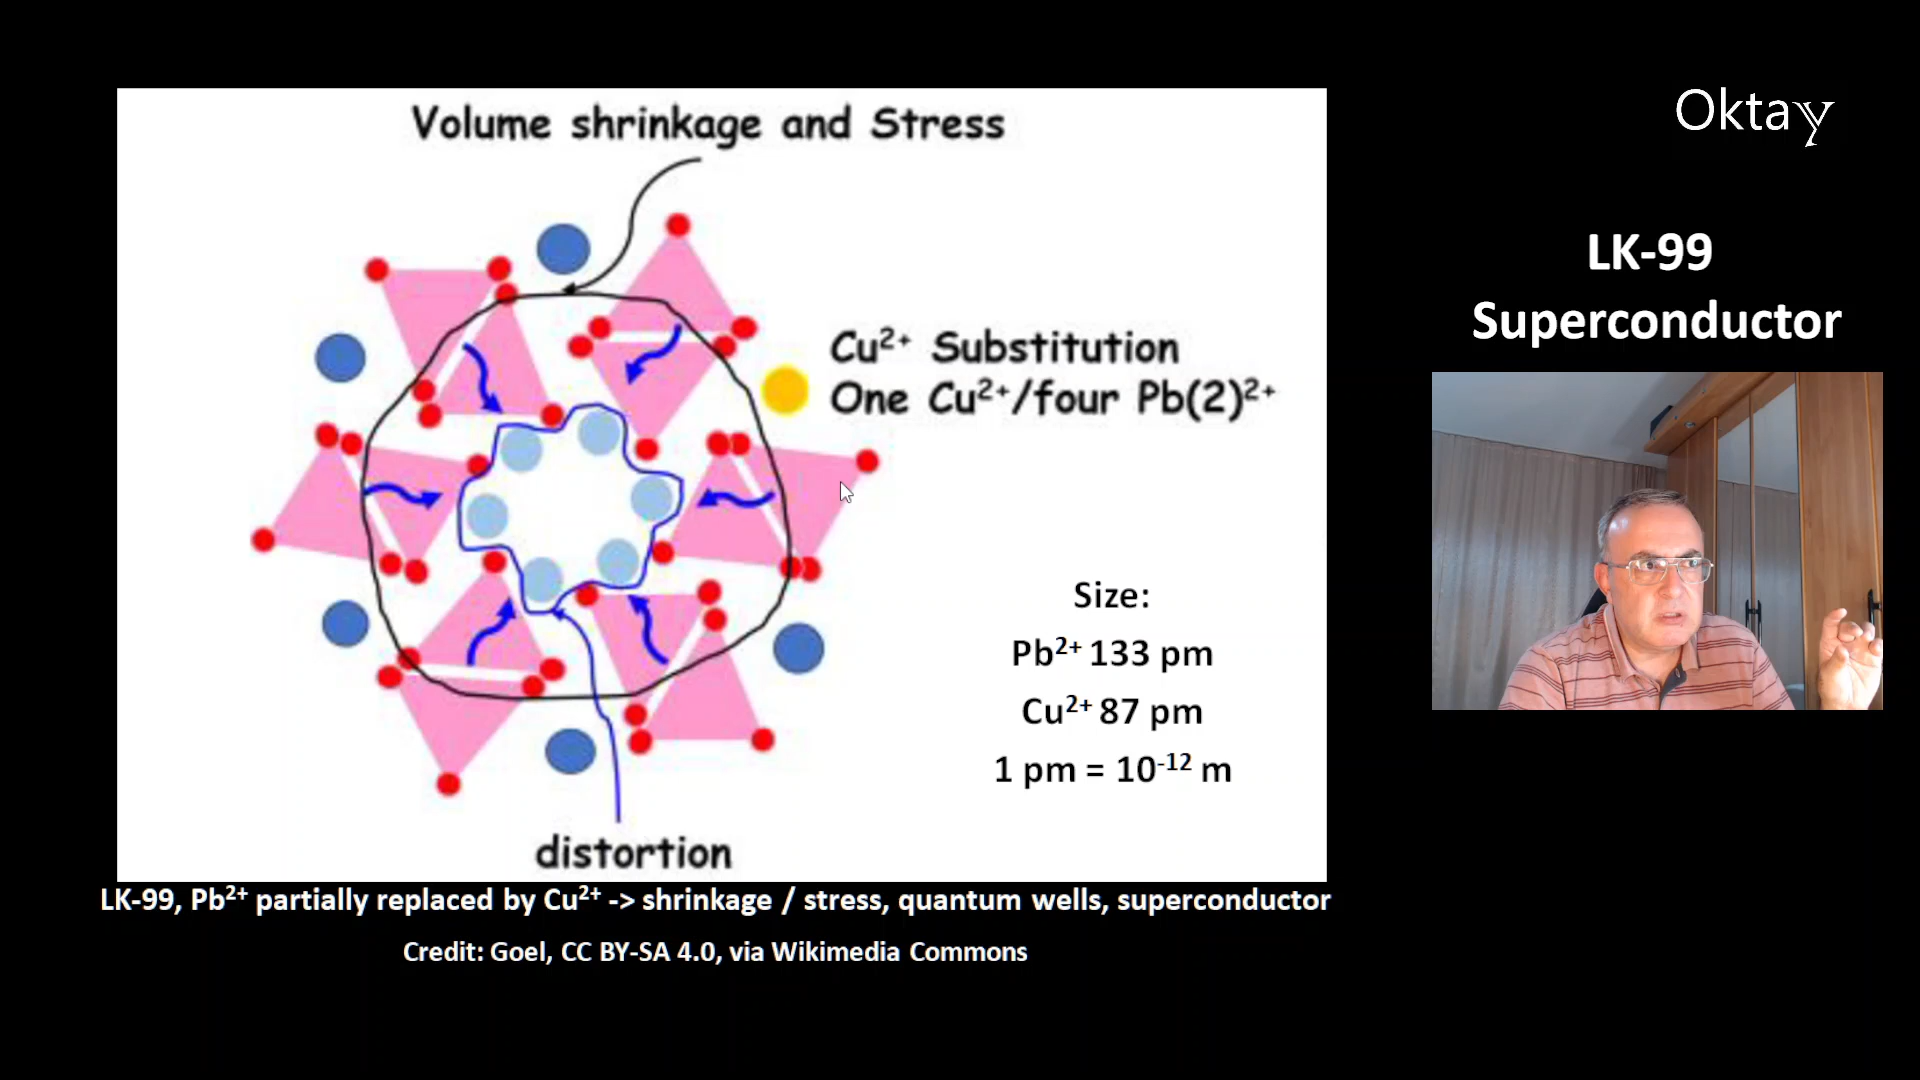 Volume shrinkage and Stress
Cu²⁺ Substitution
One Cu²⁺/four Pb(2)²⁺
Size:
Pb²⁺ 133 pm
Cu²⁺ 87 pm
1 pm = 10⁻¹² m
distortion
LK-99, Pb²⁺ partially replaced by Cu²⁺ -> shrinkage / stress, quantum wells, superconductor
Credit: Goel, CC BY-SA 4.0, via Wikimedia Commons
Oktay
LK-99
Superconductor